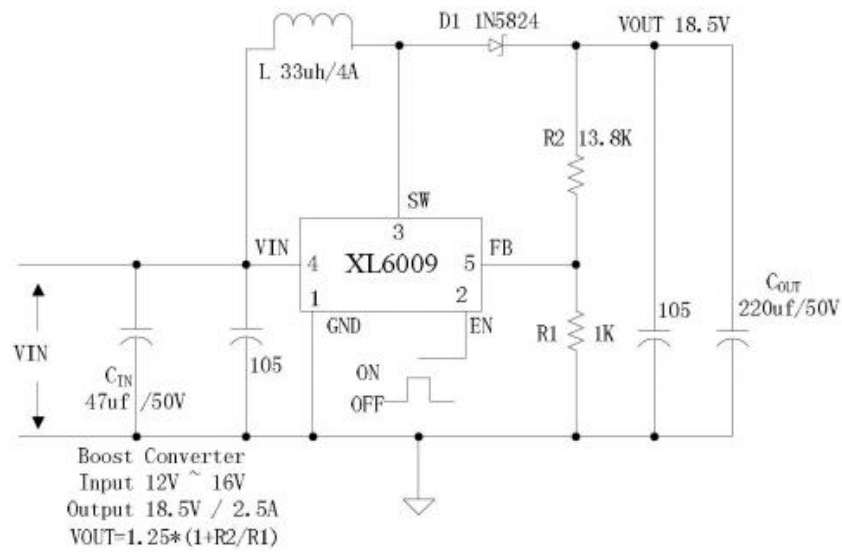 D1 1N5824
VOUT 18.5V
L 33uh/4A
R2 13.8K
SW
3
VIN
4
XL6009
5
FB
1
2
GND
EN
R1
1K
105
COUT
220uf/50V
VIN
CIN
47uf /50V
105
ON
OFF
Boost Converter
Input 12V ~ 16V
Output 18.5V / 2.5A
VOUT=1.25*(1+R2/R1)